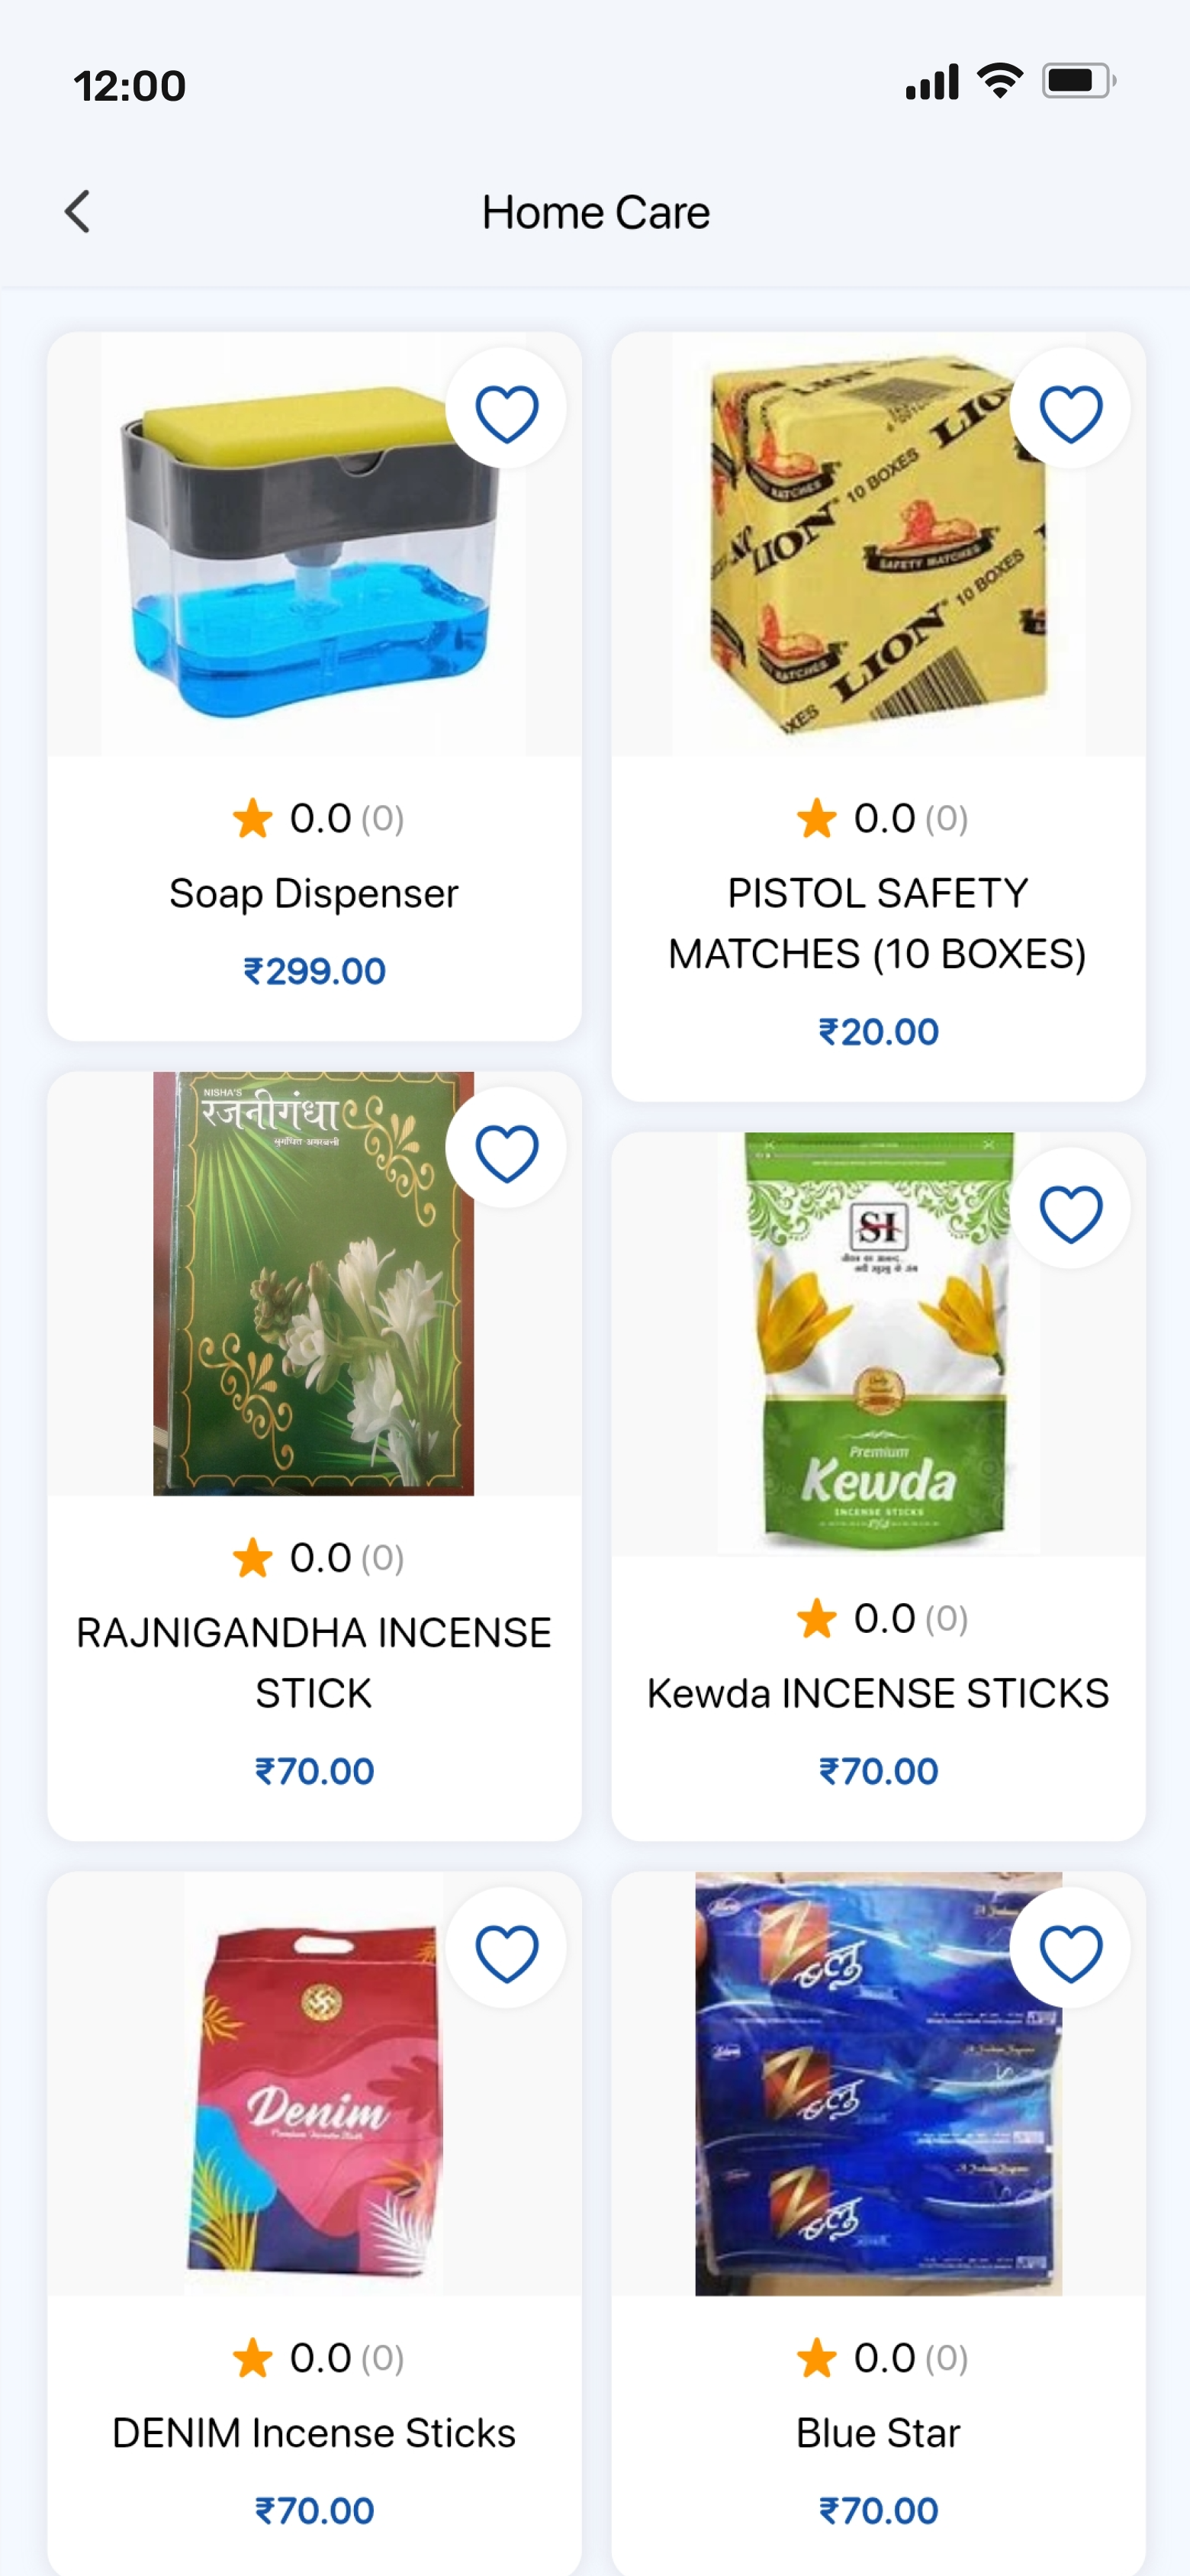 12:00
Home Care
LION
10 BOXES
LION
10 BOXES
SAFETY MATCHES
LION
10 BOXES
0.0 (0)
Soap Dispenser
₹299.00
0.0 (0)
PISTOL SAFETY
MATCHES (10 BOXES)
₹20.00
NISHA'S
रजनीगंधा
0.0 (0)
RAJNIGANDHA INCENSE
STICK
₹70.00
SI
Premium
Kewda
INCENSE STICKS
0.0 (0)
Kewda INCENSE STICKS
₹70.00
Denim
0.0 (0)
DENIM Incense Sticks
₹70.00
Z
ब्लू
Z
ब्लू
Z
ब्लू
0.0 (0)
Blue Star
₹70.00